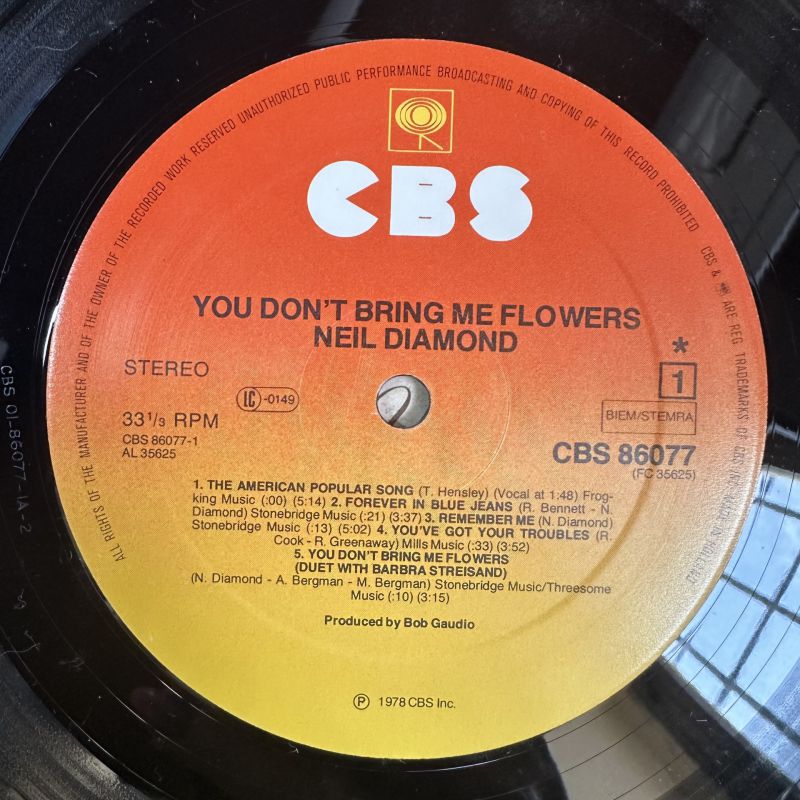 ALL RIGHTS OF THE MANUFACTURER AND OF THE OWNER OF THE RECORDED WORK RESERVED UNAUTHORIZED PUBLIC PERFORMANCE BROADCASTING AND COPYING OF THIS RECORD PROHIBITED CBS & ARE REG. TRADEMARKS OF
CBS
YOU DON'T BRING ME FLOWERS
NEIL DIAMOND
STEREO
LC -0149
33 1/3 RPM
CBS 86077-1
AL 35625
*
1
BIEM/STEMRA
CBS 86077
(FC 35625)
1. THE AMERICAN POPULAR SONG (T. Hensley) (Vocal at 1:48) Frog-
king Music (:00) (5:14) 2. FOREVER IN BLUE JEANS (R. Bennett - N.
Diamond) Stonebridge Music (:21) (3:37) 3. REMEMBER ME (N. Diamond)
Stonebridge Music (:13) (5:02) 4. YOU'VE GOT YOUR TROUBLES (R.
Cook - R. Greenaway) Mills Music (:33) (3:52)
5. YOU DON'T BRING ME FLOWERS
(DUET WITH BARBRA STREISAND)
(N. Diamond - A. Bergman - M. Bergman) Stonebridge Music/Threesome
Music (:10) (3:15)
Produced by Bob Gaudio
Ⓟ 1978 CBS Inc.
CBS 01-86077-1A-2